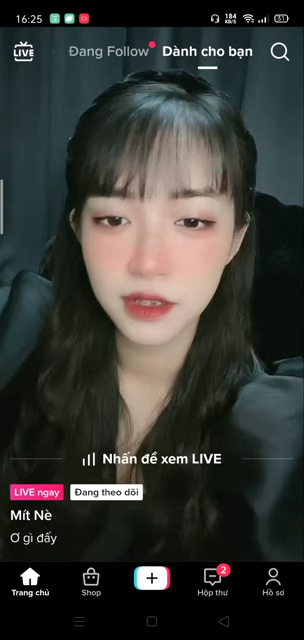 16:25
184
KB/S
51
LIVE
Đang Follow
Dành cho bạn
Nhấn để xem LIVE
LIVE ngay
Đang theo dõi
Mít Nè
Ơ gì đấy
2
Trang chủ
Shop
Hộp thư
Hồ sơ